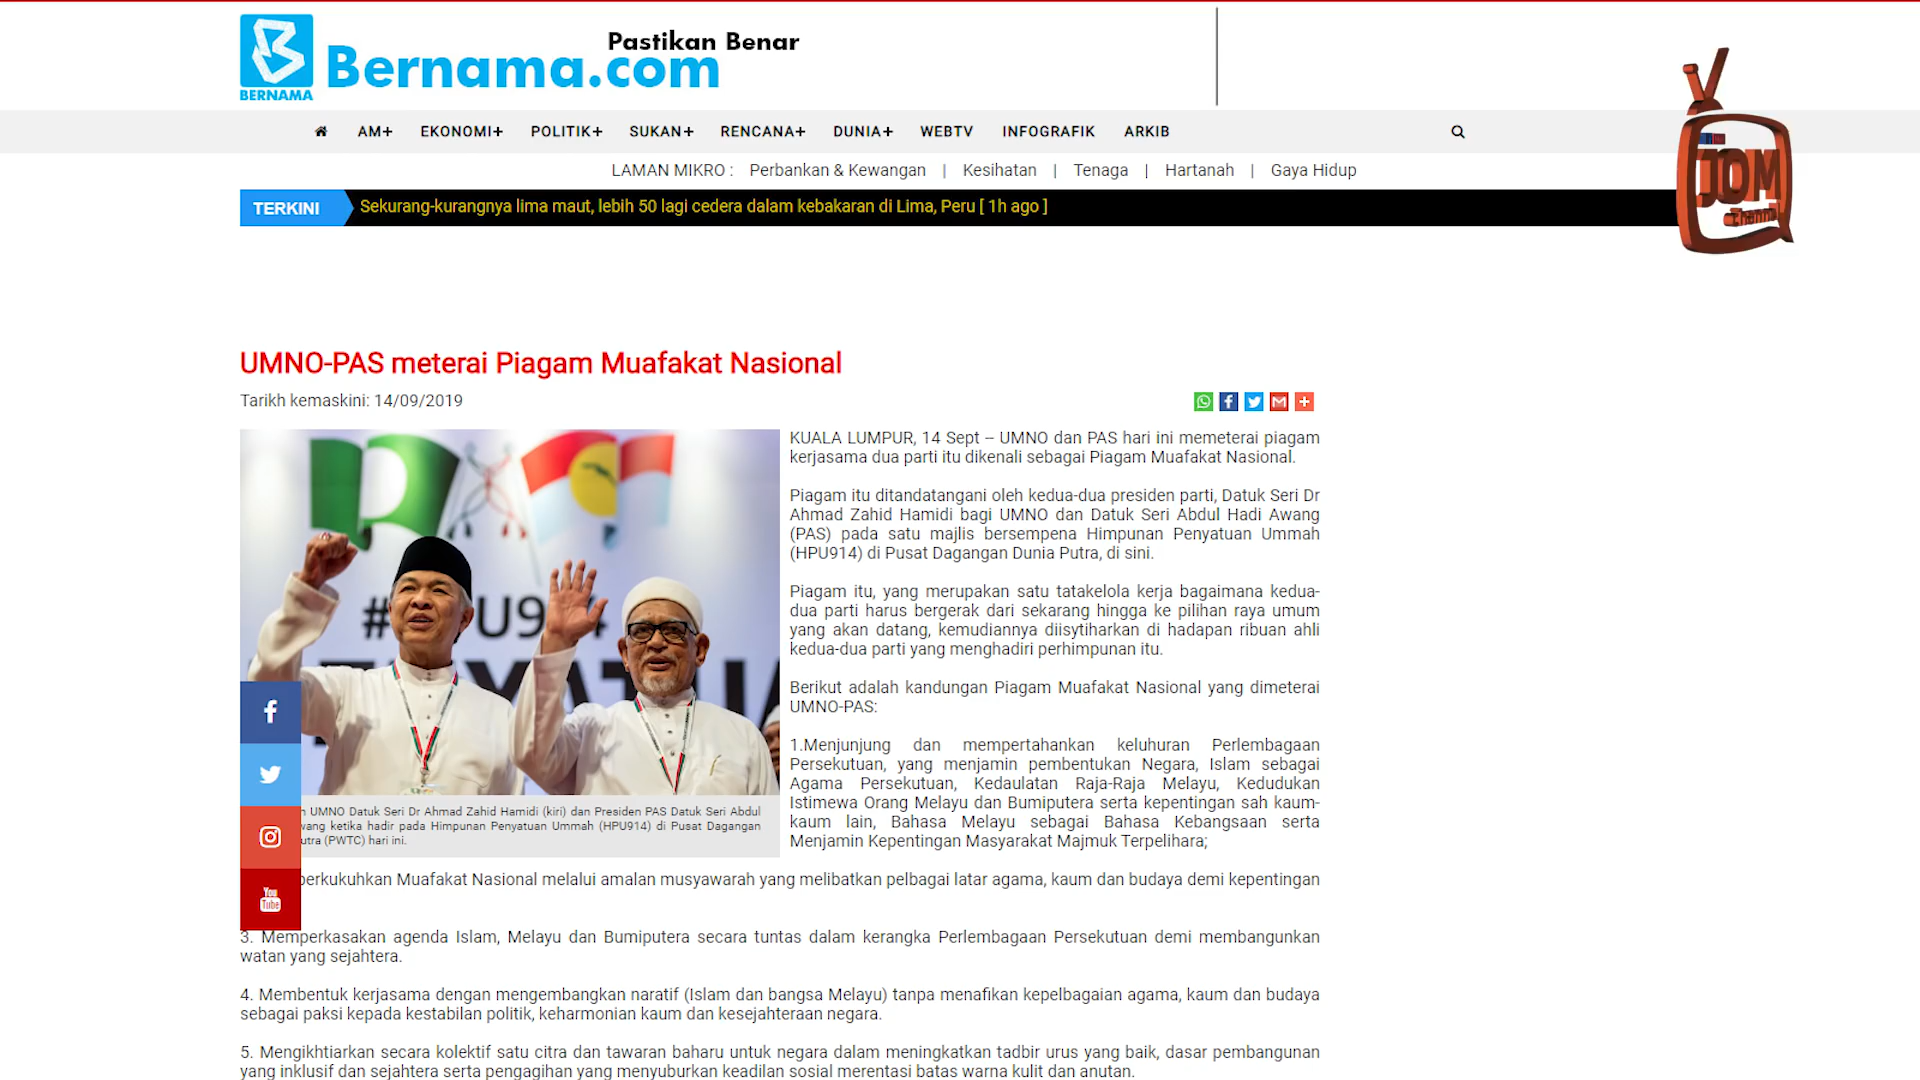 Pastikan Benar
BERNAMA
Bernama.com
AM+ EKONOMI+ POLITIK+ SUKAN+ RENCANA+ DUNIA+ WEBTV INFOGRAFIK ARKIB
LAMAN MIKRO : Perbankan & Kewangan | Kesihatan | Tenaga | Hartanah | Gaya Hidup
JOM
Channel
TERKINI Sekurang-kurangnya lima maut, lebih 50 lagi cedera dalam kebakaran di Lima, Peru [ 1h ago ]
UMNO-PAS meterai Piagam Muafakat Nasional
Tarikh kemaskini: 14/09/2019
KUALA LUMPUR, 14 Sept – UMNO dan PAS hari ini memeterai piagam
kerjasama dua parti itu dikenali sebagai Piagam Muafakat Nasional.
Piagam itu ditandatangani oleh kedua-dua presiden parti, Datuk Seri Dr
Ahmad Zahid Hamidi bagi UMNO dan Datuk Seri Abdul Hadi Awang
(PAS) pada satu majlis bersempena Himpunan Penyatuan Ummah
(HPU914) di Pusat Dagangan Dunia Putra, di sini.
Piagam itu, yang merupakan satu tatakelola kerja bagaimana kedua-
dua parti harus bergerak dari sekarang hingga ke pilihan raya umum
yang akan datang, kemudiannya diisytiharkan di hadapan ribuan ahli
kedua-dua parti yang menghadiri perhimpunan itu.
Berikut adalah kandungan Piagam Muafakat Nasional yang dimeterai
UMNO-PAS:
1.Menjunjung dan mempertahankan keluhuran Perlembagaan
Persekutuan, yang menjamin pembentukan Negara, Islam sebagai
Agama Persekutuan, Kedaulatan Raja-Raja Melayu, Kedudukan
Istimewa Orang Melayu dan Bumiputera serta kepentingan sah kaum-
kaum lain, Bahasa Melayu sebagai Bahasa Kebangsaan serta
Menjamin Kepentingan Masyarakat Majmuk Terpelihara;
UMNO Datuk Seri Dr Ahmad Zahid Hamidi (kiri) dan Presiden PAS Datuk Seri Abdul
wang ketika hadir pada Himpunan Penyatuan Ummah (HPU914) di Pusat Dagangan
utra (PWTC) hari ini.
perkukuhkan Muafakat Nasional melalui amalan musyawarah yang melibatkan pelbagai latar agama, kaum dan budaya demi kepentingan
You
Tube
3. Memperkasakan agenda Islam, Melayu dan Bumiputera secara tuntas dalam kerangka Perlembagaan Persekutuan demi membangunkan
watan yang sejahtera.
4. Membentuk kerjasama dengan mengembangkan naratif (Islam dan bangsa Melayu) tanpa menafikan kepelbagaian agama, kaum dan budaya
sebagai paksi kepada kestabilan politik, keharmonian kaum dan kesejahteraan negara.
5. Mengikhtiarkan secara kolektif satu citra dan tawaran baharu untuk negara dalam meningkatkan tadbir urus yang baik, dasar pembangunan
yang inklusif dan sejahtera serta pengagihan yang menyuburkan keadilan sosial merentasi batas warna kulit dan anutan.